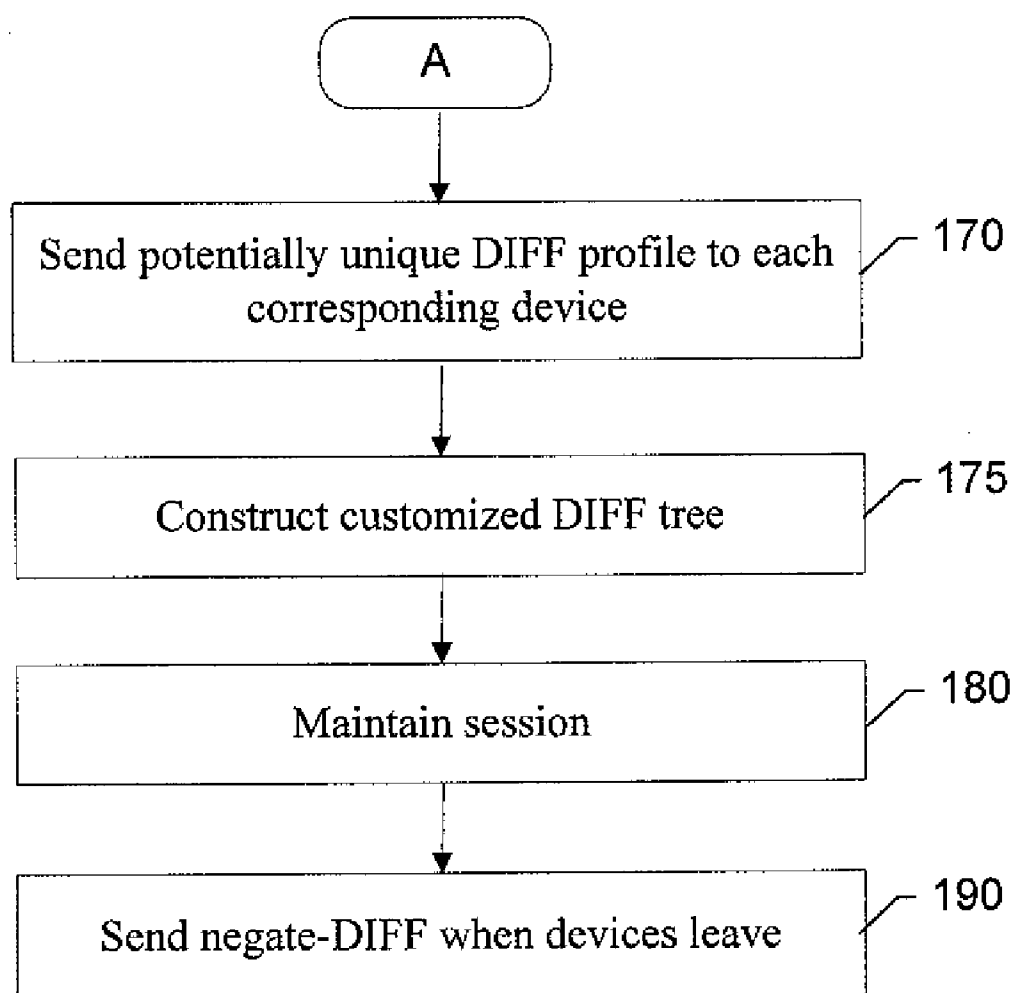 A
Send potentially unique DIFF profile to each
corresponding device
170
Construct customized DIFF tree
175
Maintain session
180
Send negate-DIFF when devices leave
190